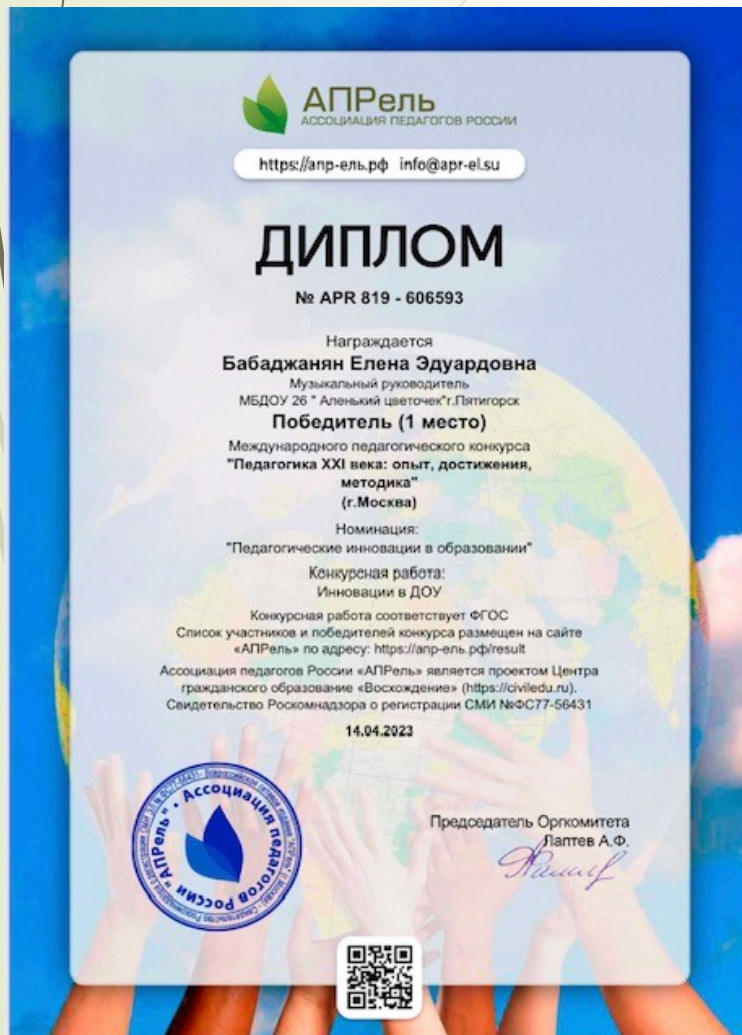 АПРель
АССОЦИАЦИЯ ПЕДАГОГОВ РОССИИ
https://апр-ель.рф info@apr-el.su
ДИПЛОМ
№ APR 819 - 606593
Награждается
Бабаджанян Елена Эдуардовна
Музыкальный руководитель
МБДОУ 26 " Аленький цветочек"г.Пятигорск
Победитель (1 место)
Международного педагогического конкурса
"Педагогика XXI века: опыт, достижения,
методика"
(г.Москва)
Номинация:
"Педагогические инновации в образовании"
Конкурсная работа:
Инновации в ДОУ
Конкурсная работа соответствует ФГОС
Список участников и победителей конкурса размещен на сайте
«АПРель» по адресу: https://апр-ель.рф/result
Ассоциация педагогов России «АПРель» является проектом Центра
гражданского образование «Восхождение» (https://civiledu.ru).
Свидетельство Роскомнадзора о регистрации СМИ №ФС77-56431
14.04.2023
Ассоциация педагогов России "АПРель"
Председатель Оргкомитета
Лаптев А.Ф.